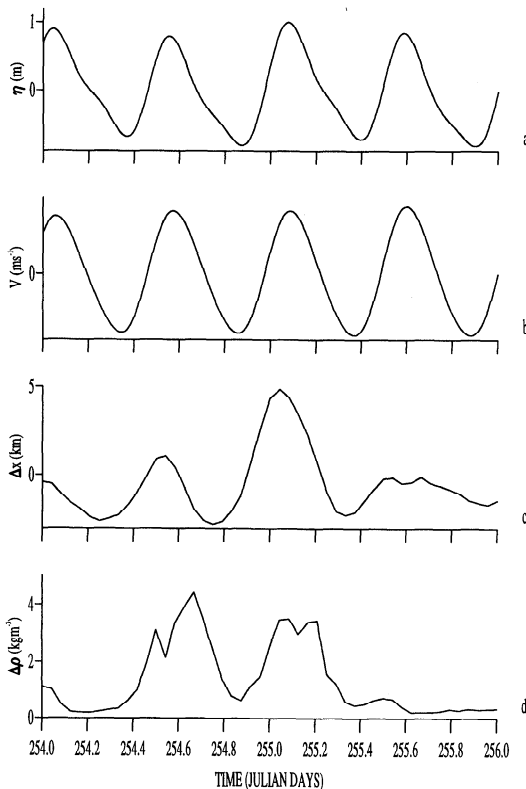 1
0
η (m)
a
0
V (ms⁻¹)
b
5
0
Δx (km)
c
4
2
0
Δρ (kgm⁻³)
d
254.0 254.2 254.4 254.6 254.8 255.0 255.2 255.4 255.6 255.8 256.0
TIME (JULIAN DAYS)